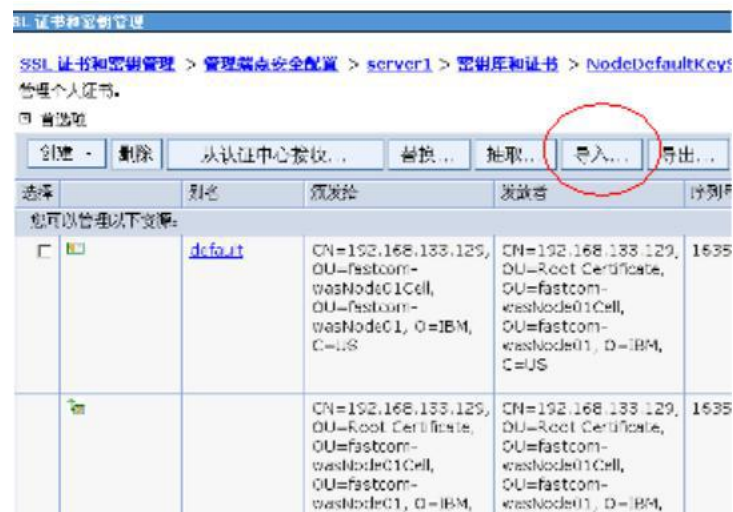 SL 证书和密钥管理
SSL 证书和密钥管理 > 管理端点安全配置 > server1 > 密钥库和证书 > NodeDefaultKeyS
管理个人证书。
首选项
创建 删除 从认证中心接收... 替换... 抽取... 导入... 导出...
选择 别名 颁发给 颁发者 序列号
您可以管理以下资源:
default CN=192.168.133.129, CN=192.168.133.129, 1635
OU=fastcom- OU=Root Certificate,
wasNode01Cell, OU=fastcom-
OU=fastcom- wasNode01Cell,
wasNode01, O=IBM, OU=fastcom-
C=US wasNode01, O=IBM,
C=US
CN=192.168.133.129, CN=192.168.133.129, 1635
OU=Root Certificate, OU=Root Certificate,
OU=fastcom- OU=fastcom-
wasNode01Cell, wasNode01Cell,
OU=fastcom- OU=fastcom-
wasNode01, O=IBM, wasNode01, O=IBM,